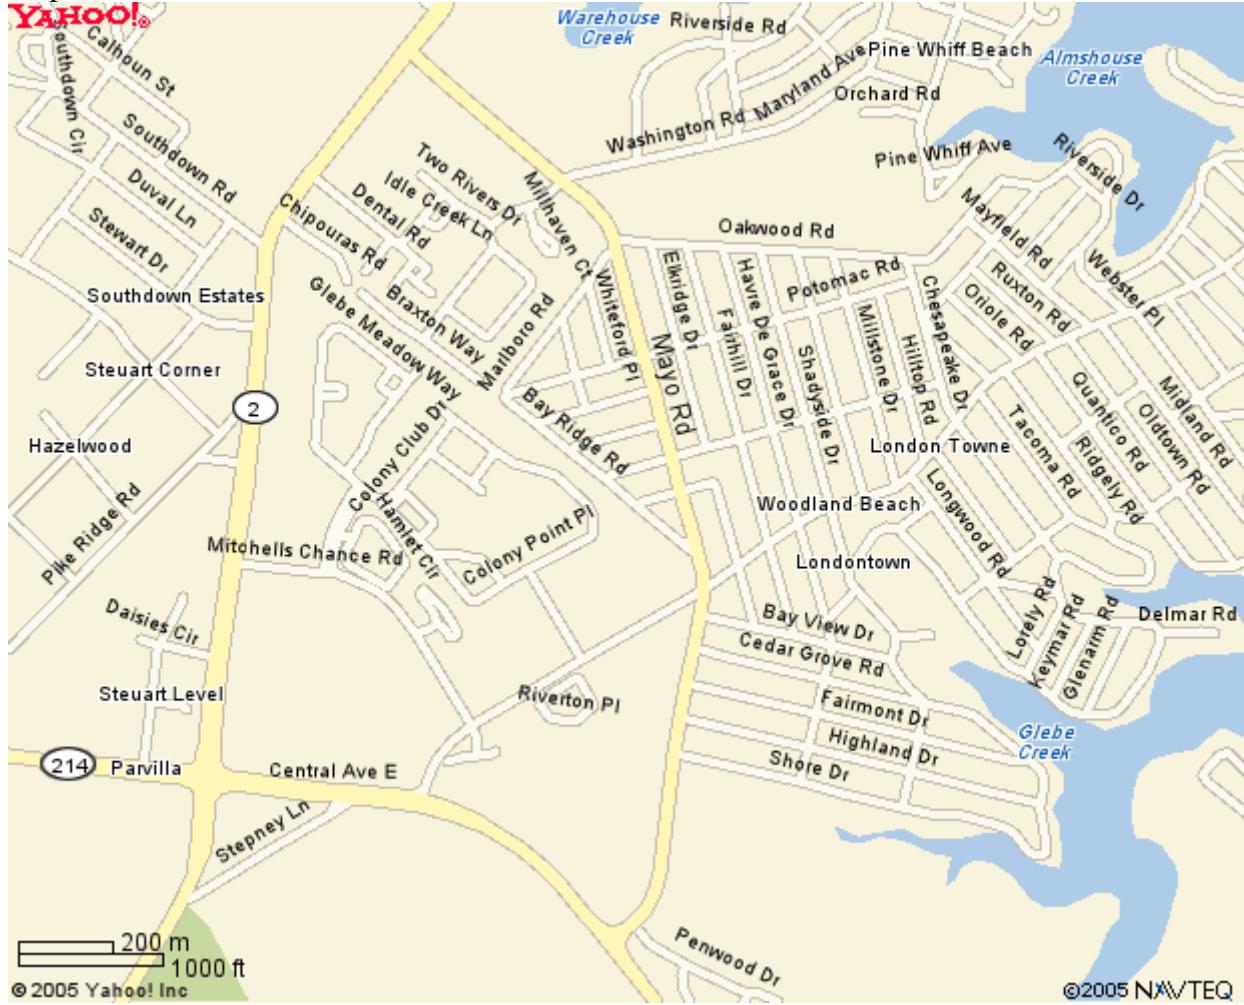 YAHOO!®
Warehouse
Creek
Riverside Rd
Calhoun St
Southdown Cir
Maryland Ave
Pine Whiff Beach
Almshouse
Creek
Orchard Rd
Washington Rd
Southdown Rd
Pine Whiff Ave
Riverside Dr
Two Rivers Dr
Idle Creek Ln
Millhaven Ct
Duval Ln
Dental Rd
Chipouras Rd
Stewart Dr
Oakwood Rd
Mayfield Rd
Webster Pl
Southdown Estates
Glebe Meadow Way
Braxton Way
Marlboro Rd
Whiteford Pl
Elkridge Dr
Mayo Rd
Fairhill Dr
Havre De Grace Dr
Potomac Rd
Shadyside Dr
Millstone Dr
Hilltop Rd
Chesapeake Dr
Ruxton Rd
Oriole Rd
Steuart Corner
2
Colony Club Dr
Bay Ridge Rd
Quantico Rd
Midland Rd
Oldtown Rd
Ridgely Rd
Tacoma Rd
Hazelwood
London Towne
Pike Ridge Rd
Hamlet Cir
Colony Point Pl
Woodland Beach
Longwood Rd
Mitchells Chance Rd
Londontown
Daisies Cir
Bay View Dr
Lorely Rd
Keymar Rd
Glenarm Rd
Delmar Rd
Cedar Grove Rd
Steuart Level
Riverton Pl
Fairmont Dr
Glebe
Creek
Highland Dr
214
Parvilla
Central Ave E
Shore Dr
Stepney Ln
Penwood Dr
200 m
1000 ft
© 2005 Yahoo! Inc
©2005 NAVTEQ